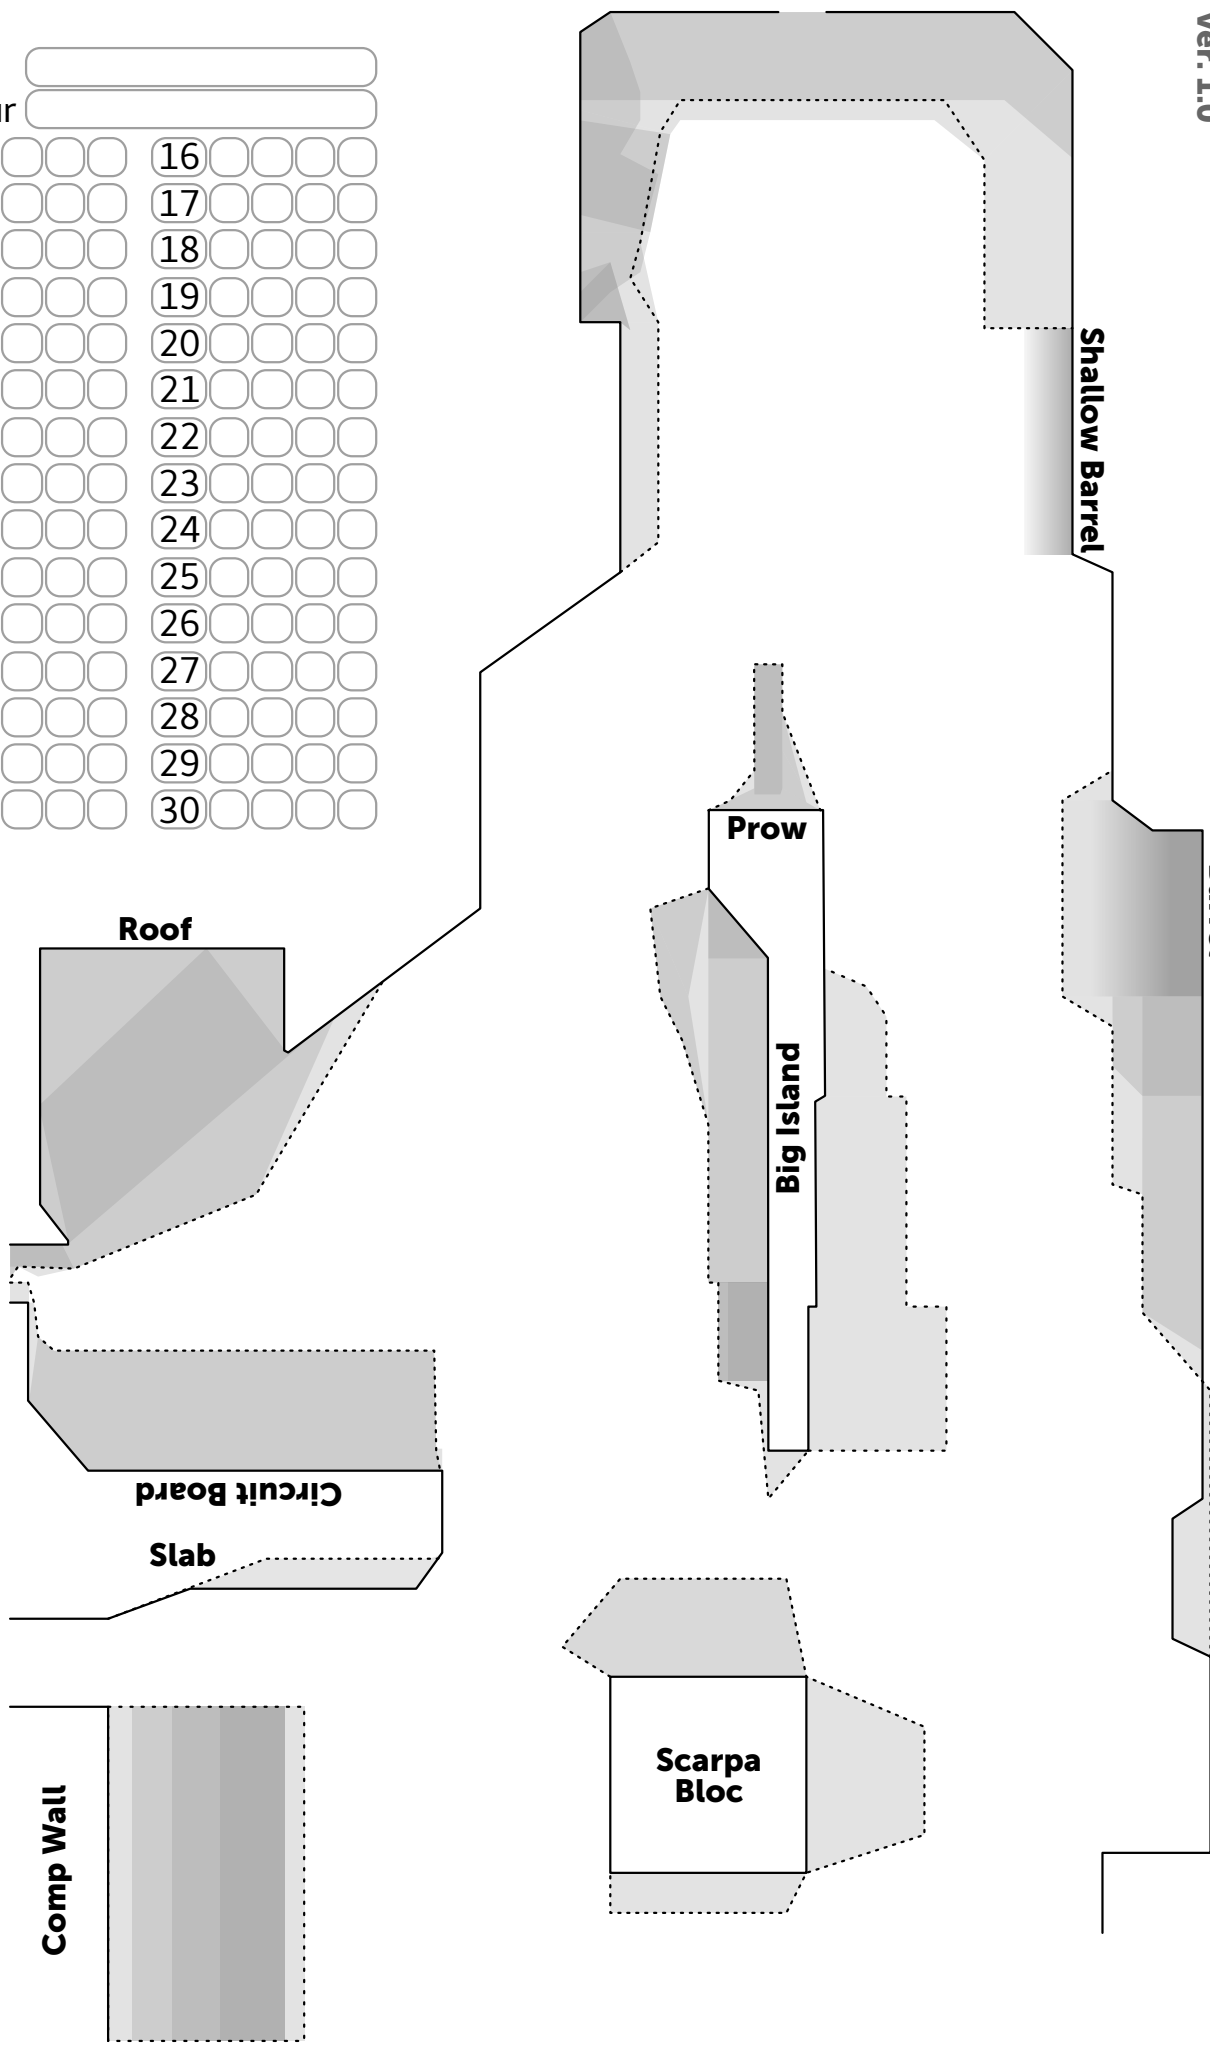 Ver. 1.0
ur
16
17
18
19
20
21
22
23
24
25
26
27
28
29
30
Shallow Barrel
Prow
Roof
Big Island
Circuit Board
Slab
Scarpa
Bloc
Comp Wall